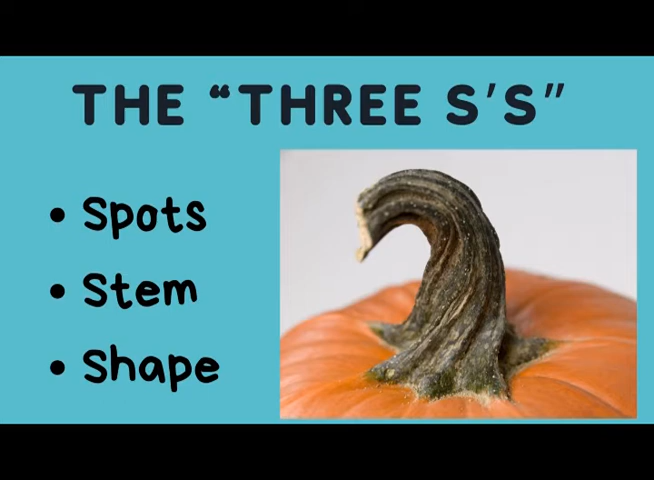 THE “THREE S’S”
• Spots
• Stem
• Shape